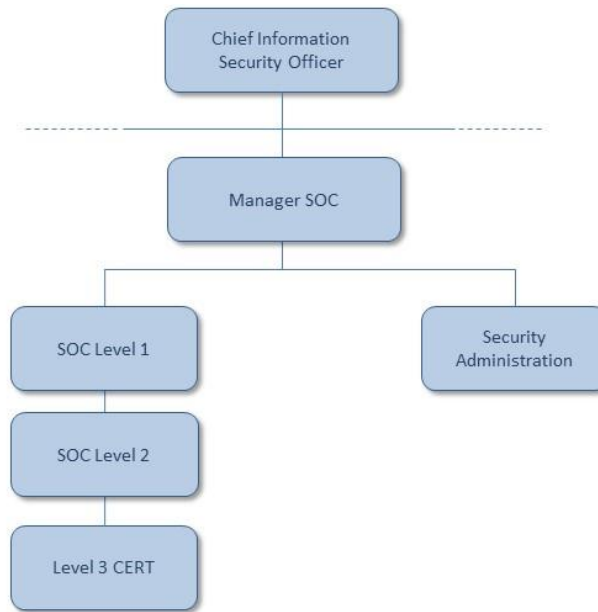 Chief Information
Security Officer
Manager SOC
SOC Level 1
Security
Administration
SOC Level 2
Level 3 CERT